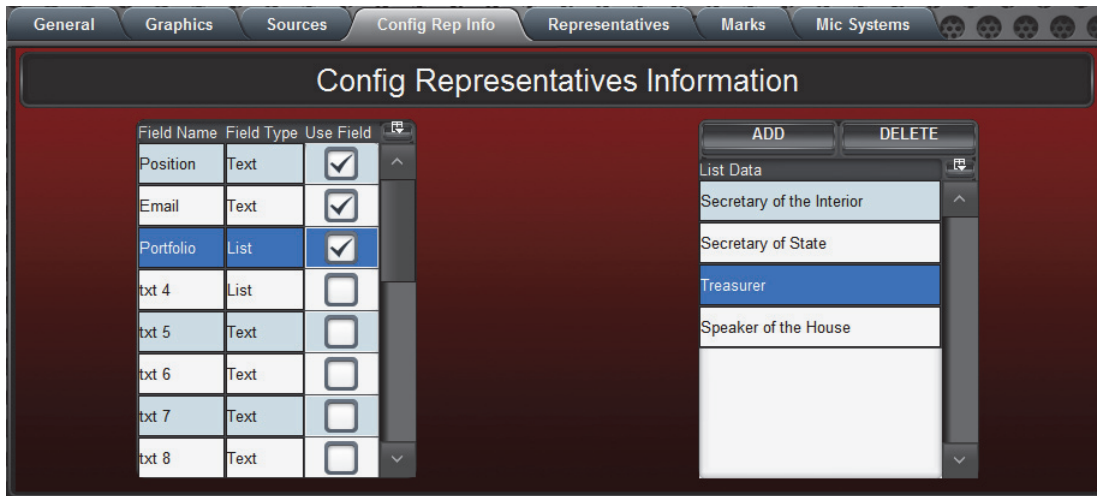 General Graphics Sources Config Rep Info Representatives Marks Mic Systems
Config Representatives Information
Field Name Field Type Use Field
Position Text
Email Text
Portfolio List
txt 4 List
txt 5 Text
txt 6 Text
txt 7 Text
txt 8 Text
ADD DELETE
List Data
Secretary of the Interior
Secretary of State
Treasurer
Speaker of the House